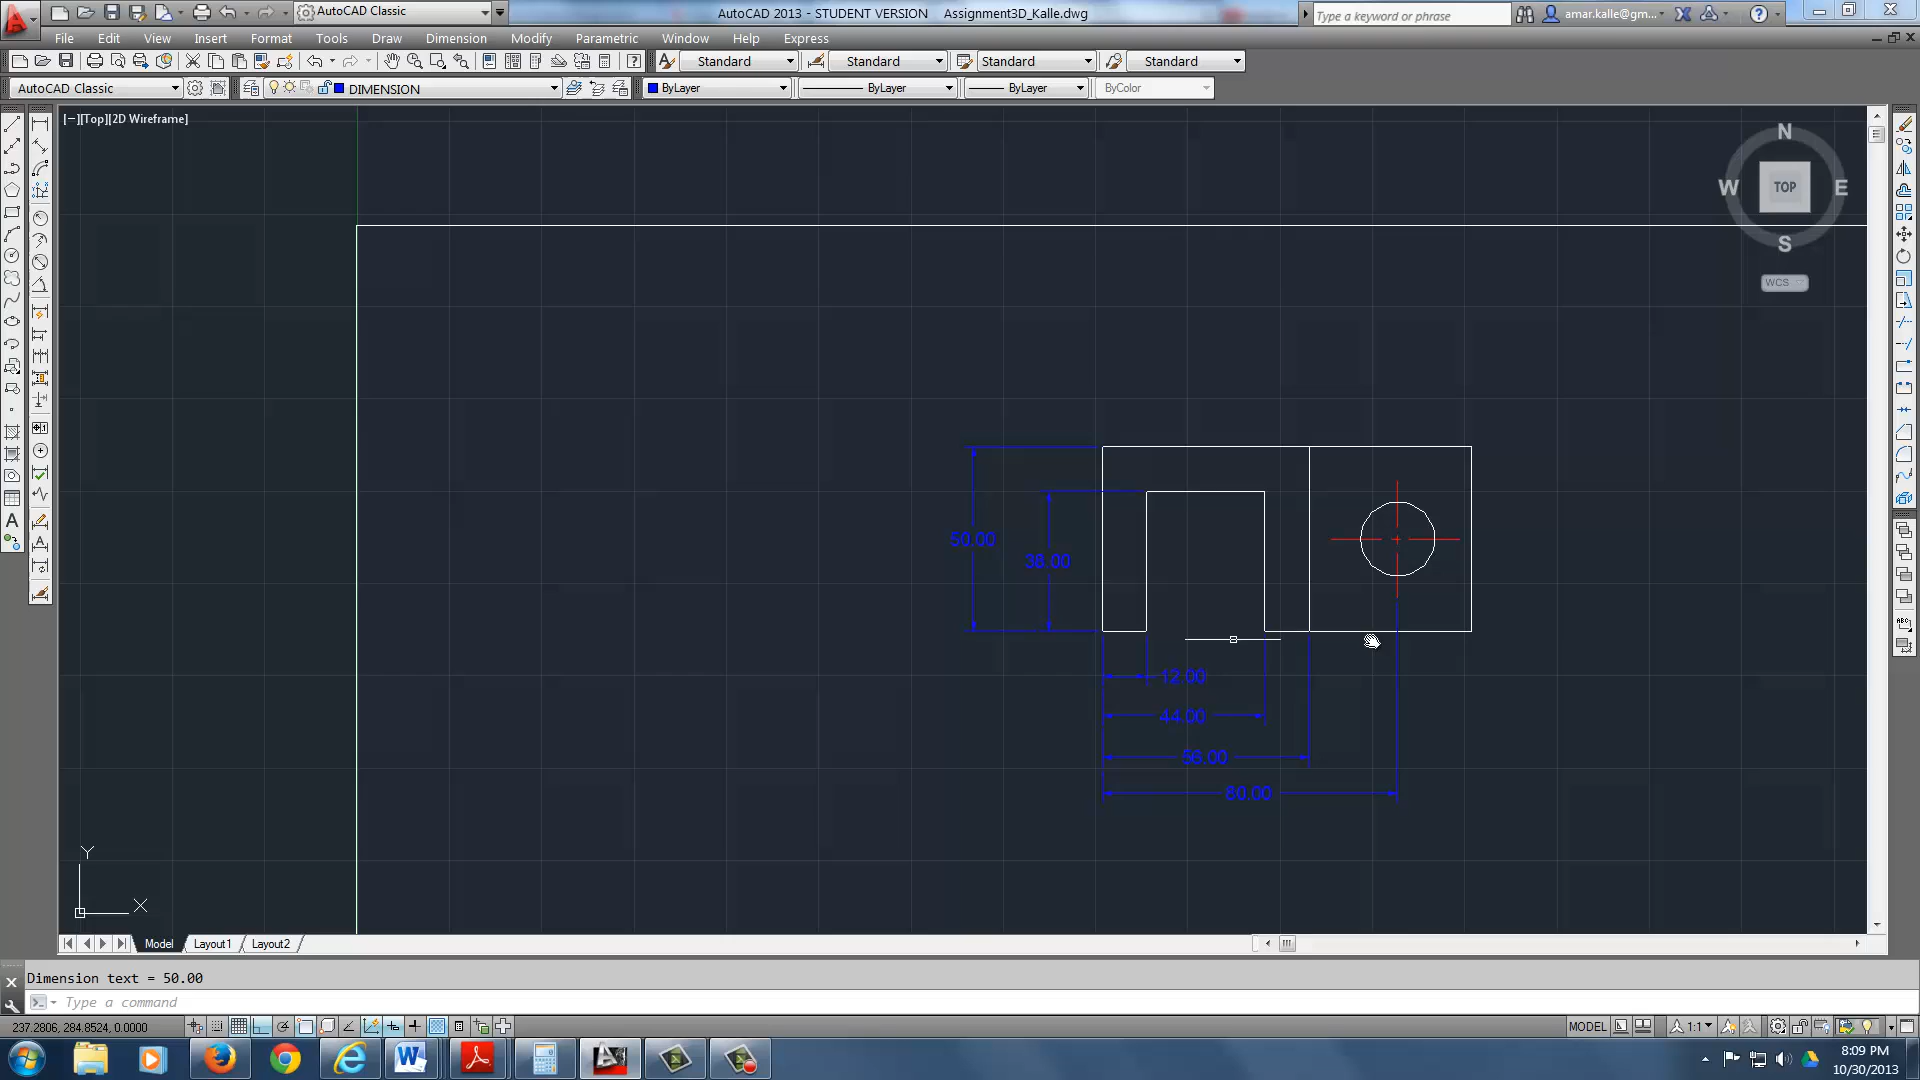 AutoCAD Classic
AutoCAD 2013 - STUDENT VERSION Assignment3D_Kalle.dwg
Type a keyword or phrase
amar.kalle@gm...
File Edit View Insert Format Tools Draw Dimension Modify Parametric Window Help Express
Standard Standard Standard Standard
AutoCAD Classic DIMENSION ByLayer ByLayer ByLayer ByColor
[−][Top][2D Wireframe]
N
W TOP E
S
WCS
50.00
38.00
12.00
44.00
56.00
80.00
Y
X
Model Layout1 Layout2
Dimension text = 50.00
Type a command
237.2806, 284.8524, 0.0000
MODEL 1:1
8:09 PM
10/30/2013